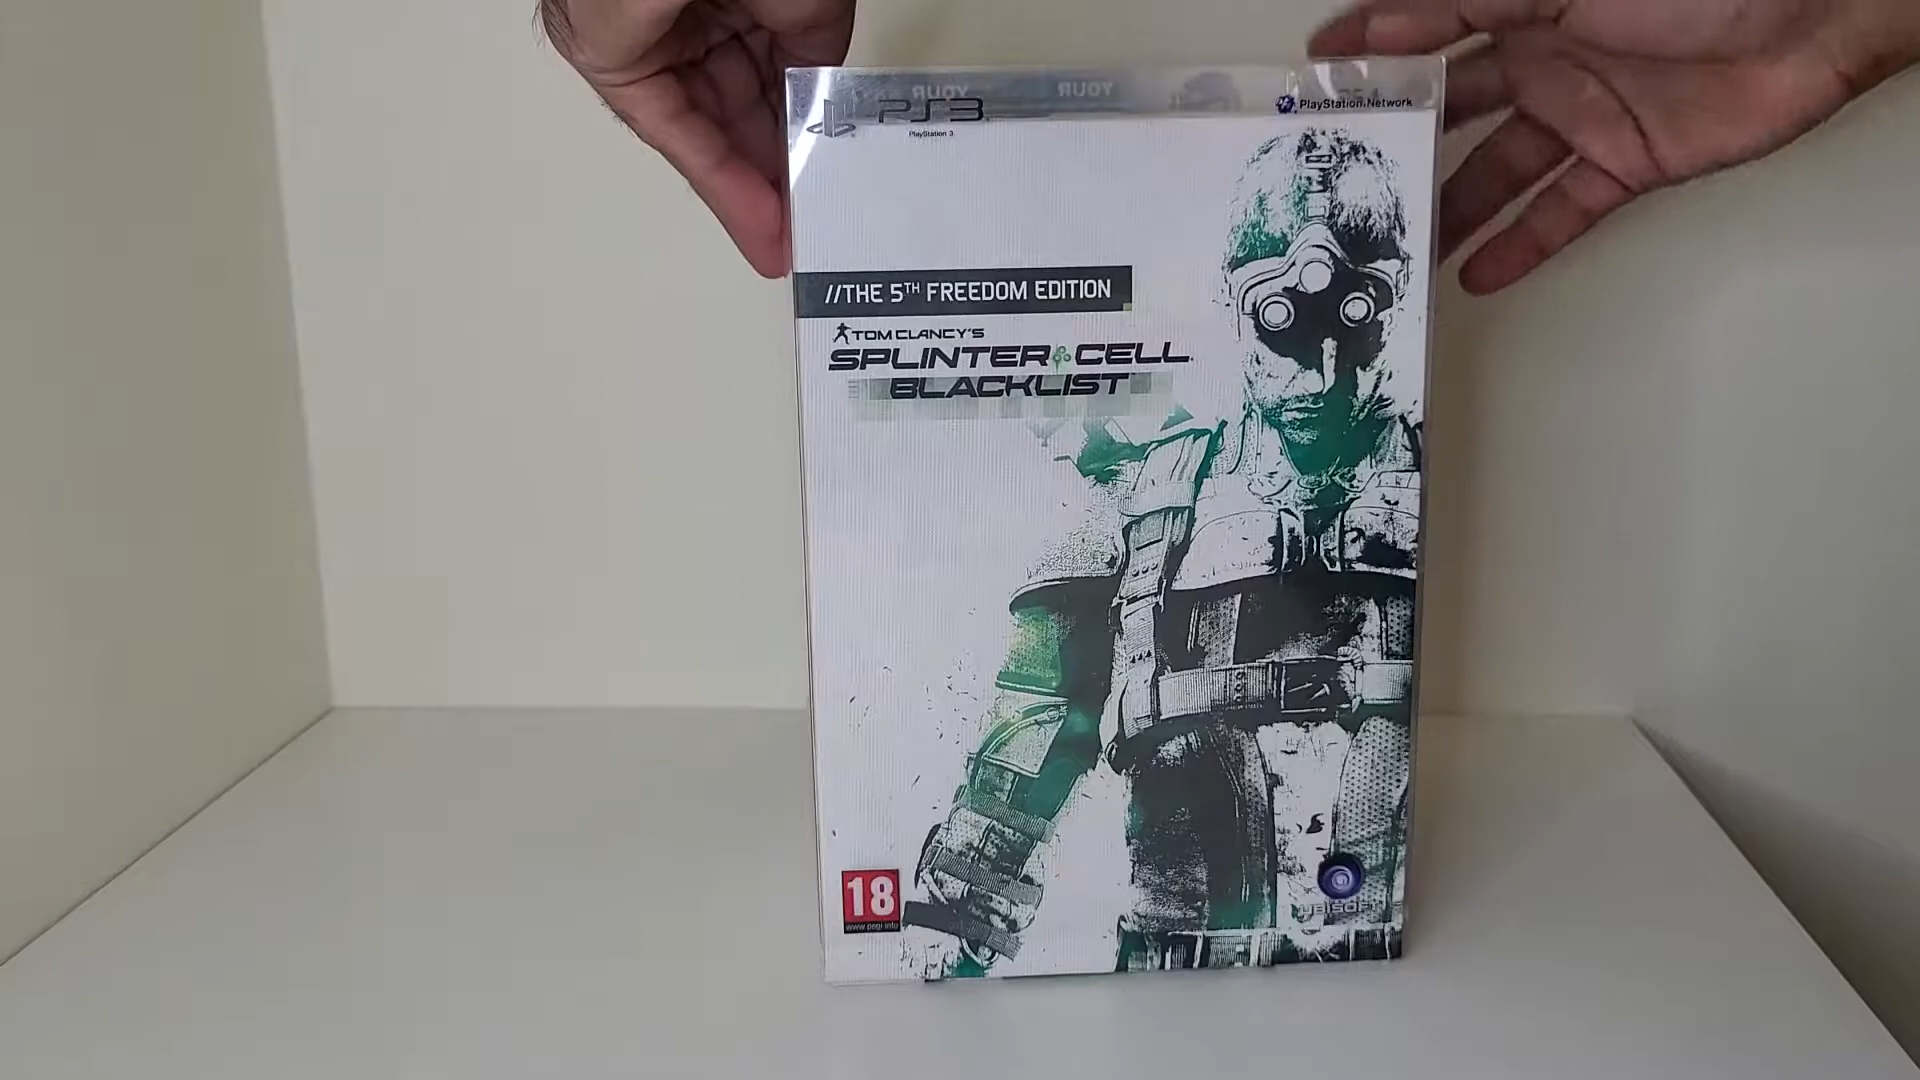 PS3
PlayStation 3
PlayStation Network
//THE 5TH FREEDOM EDITION
TOM CLANCY'S
SPLINTER CELL
BLACKLIST
18
www.pegi.info
UBISOFT